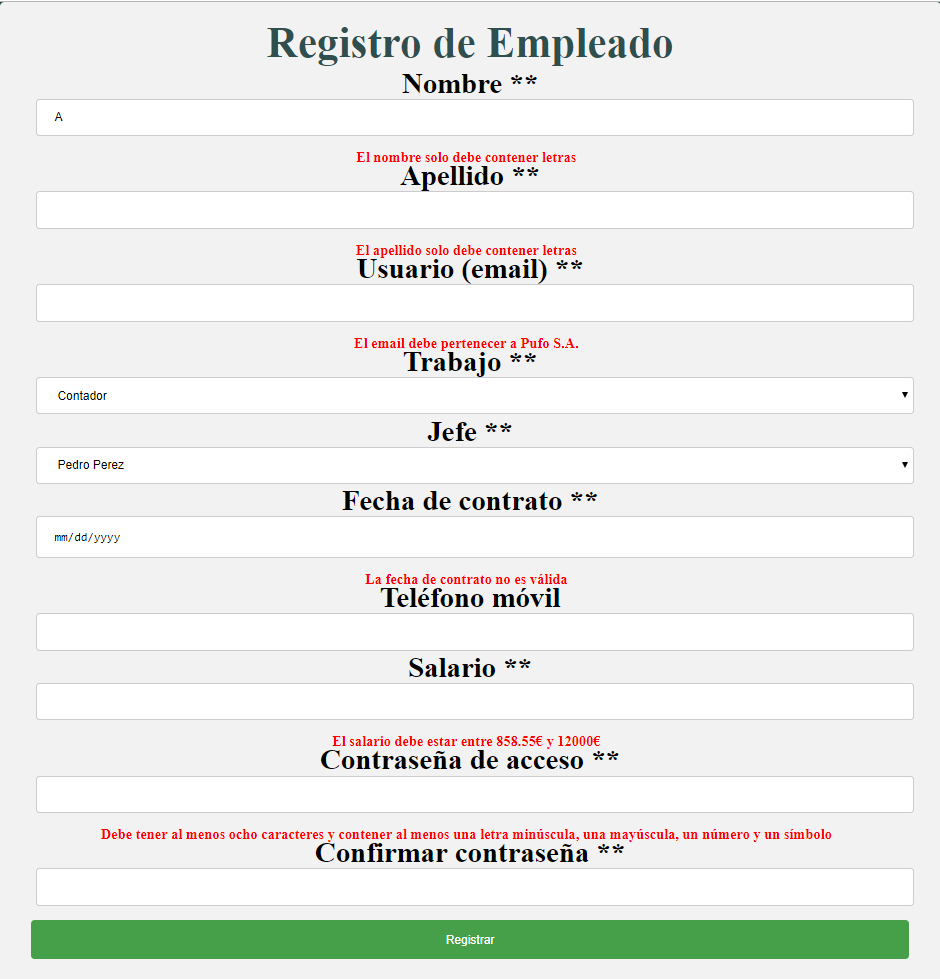 Registro de Empleado
Nombre **
A
El nombre solo debe contener letras
Apellido **
El apellido solo debe contener letras
Usuario (email) **
El email debe pertenecer a Pufo S.A.
Trabajo **
Contador
Jefe **
Pedro Perez
Fecha de contrato **
mm/dd/yyyy
La fecha de contrato no es válida
Teléfono móvil
Salario **
El salario debe estar entre 858.55€ y 12000€
Contraseña de acceso **
Debe tener al menos ocho caracteres y contener al menos una letra minúscula, una mayúscula, un número y un símbolo
Confirmar contraseña **
Registrar